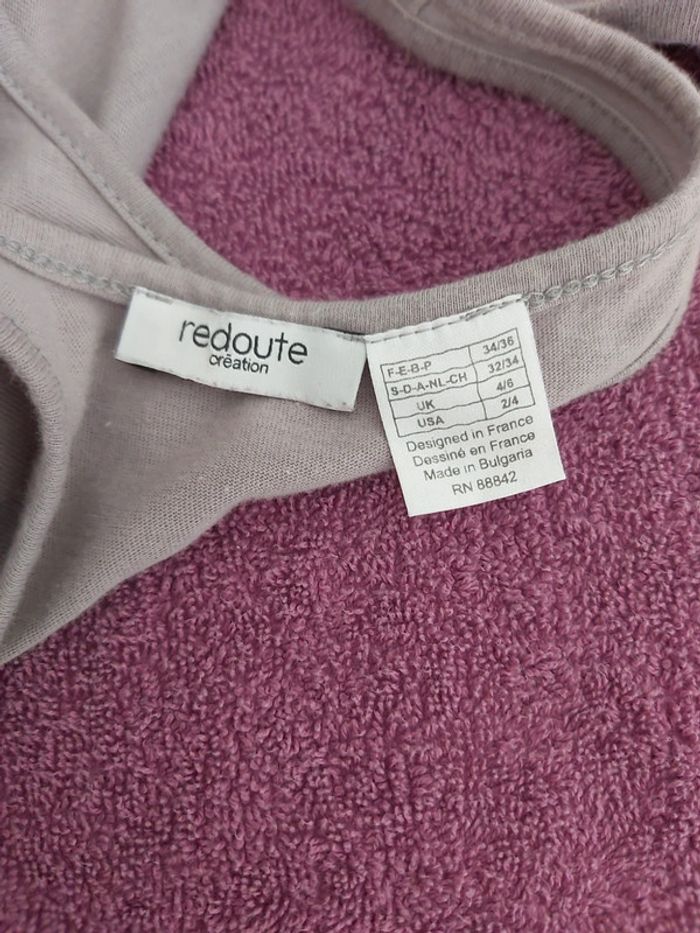 redoute
création
F-E-B-P 34/36
S-D-A-NL-CH 32/34
UK 4/6
USA 2/4
Designed in France
Dessiné en France
Made in Bulgaria
RN 88842